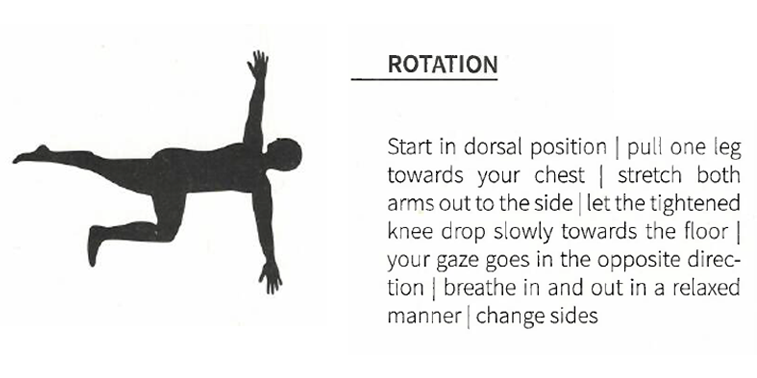 ROTATION
Start in dorsal position | pull one leg
towards your chest | stretch both
arms out to the side | let the tightened
knee drop slowly towards the floor |
your gaze goes in the opposite direc-
tion | breathe in and out in a relaxed
manner | change sides